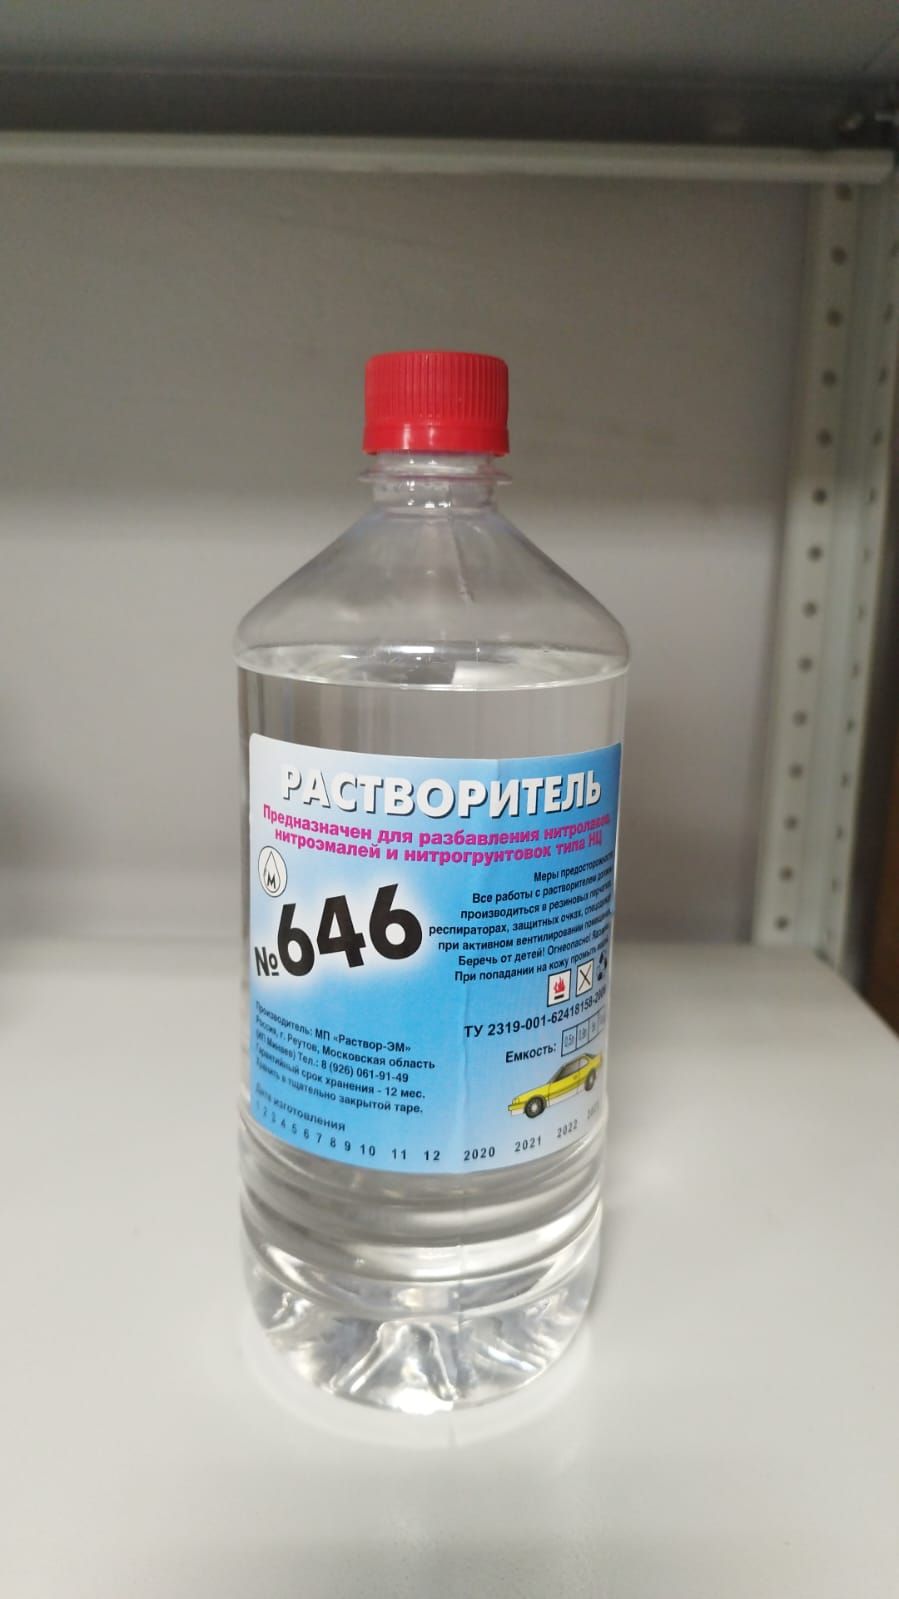 РАСТВОРИТЕЛЬ
Предназначен для разбавления нитролаков,
нитроэмалей и нитрогрунтовок типа НЦ
М
№646
Меры предосторожности
Все работы с растворителем должны
производиться в резиновых перчатках,
респираторах, защитных очках, спецодежде
при активном вентилировании помещения.
Беречь от детей! Огнеопасно!
При попадании на кожу промыть
ТУ 2319-001-62418158-2009
Емкость: 0,5л
Производитель: МП «Раствор-ЭМ»
Россия, г. Реутов, Московская область
(ИП Минаев) Тел.: 8 (926) 061-91-49
Гарантийный срок хранения - 12 мес.
Хранить в тщательно закрытой таре.
Дата изготовления
1 2 3 4 5 6 7 8 9 10 11 12 2020 2021 2022